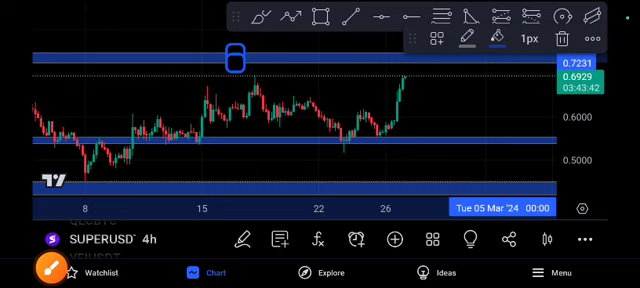 1px
0.7231
0.6929
03:43:42
0.6000
0.5000
8
15
22
26
Tue 05 Mar '24 00:00
SUPERUSD 4h
Watchlist
Chart
Explore
Ideas
Menu